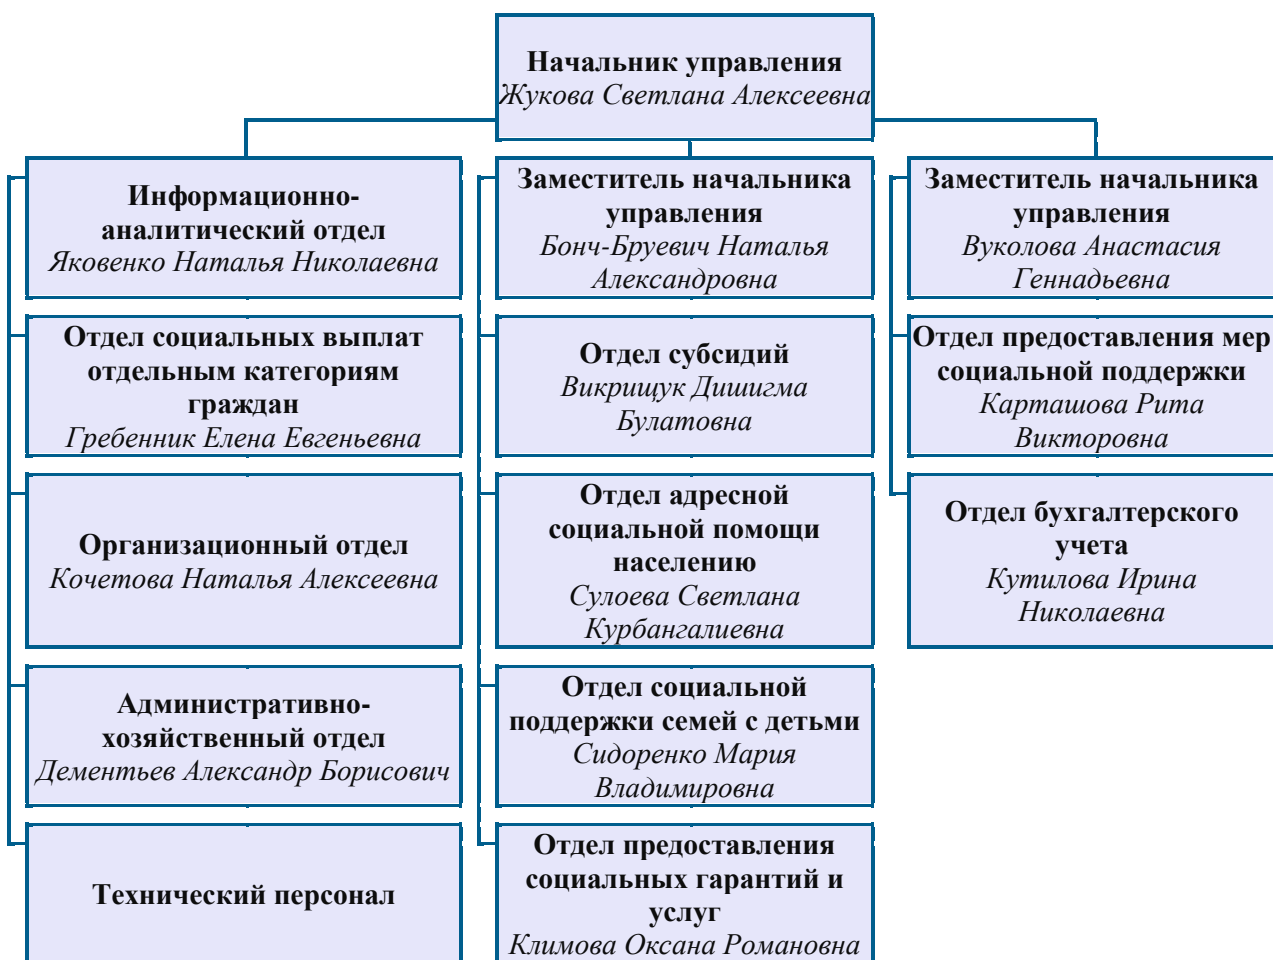 Начальник управления
Жукова Светлана Алексеевна
Информационно-
аналитический отдел
Яковенко Наталья Николаевна
Отдел социальных выплат
отдельным категориям
граждан
Гребенник Елена Евгеньевна
Организационный отдел
Кочетова Наталья Алексеевна
Административно-
хозяйственный отдел
Дементьев Александр Борисович
Технический персонал
Заместитель начальника
управления
Бонч-Бруевич Наталья
Александровна
Отдел субсидий
Викрищук Дишигма
Булатовна
Отдел адресной
социальной помощи
населению
Сулоева Светлана
Курбангалиевна
Отдел социальной
поддержки семей с детьми
Сидоренко Мария
Владимировна
Отдел предоставления
социальных гарантий и
услуг
Климова Оксана Романовна
Заместитель начальника
управления
Вуколова Анастасия
Геннадьевна
Отдел предоставления мер
социальной поддержки
Карташова Рита
Викторовна
Отдел бухгалтерского
учета
Кутилова Ирина
Николаевна